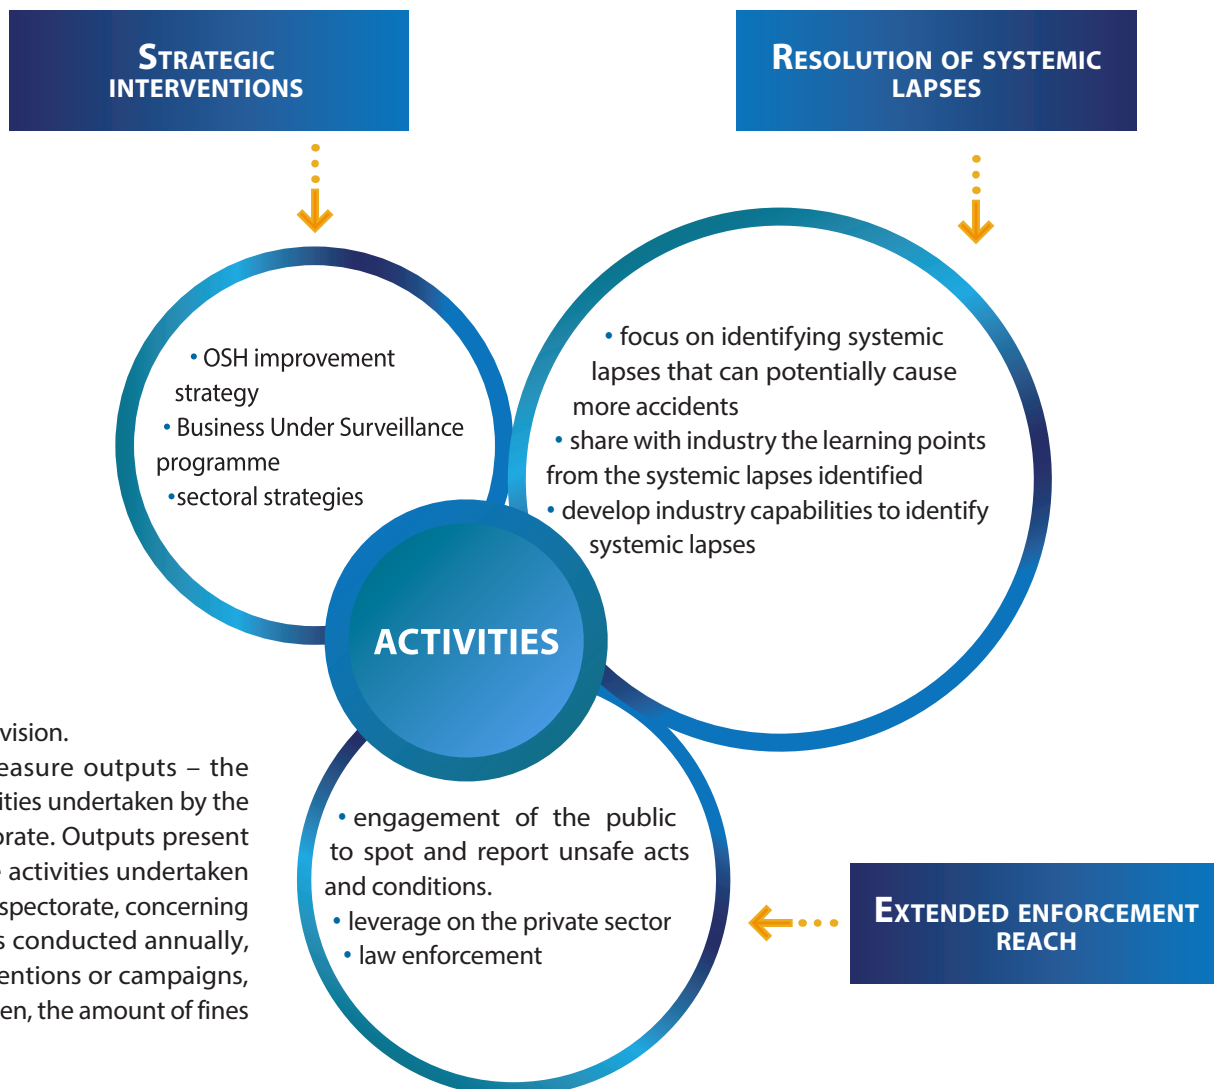 STRATEGIC
INTERVENTIONS
RESOLUTION OF SYSTEMIC
LAPSES
• OSH improvement
strategy
• Business Under Surveillance
programme
•sectoral strategies
• focus on identifying systemic
lapses that can potentially cause
more accidents
• share with industry the learning points
from the systemic lapses identified
• develop industry capabilities to identify
systemic lapses
ACTIVITIES
• engagement of the public
to spot and report unsafe acts
and conditions.
• leverage on the private sector
• law enforcement
EXTENDED ENFORCEMENT
REACH
vision.
easure outputs – the
ities undertaken by the
orate. Outputs present
activities undertaken
spectorate, concerning
s conducted annually,
entions or campaigns,
en, the amount of fines